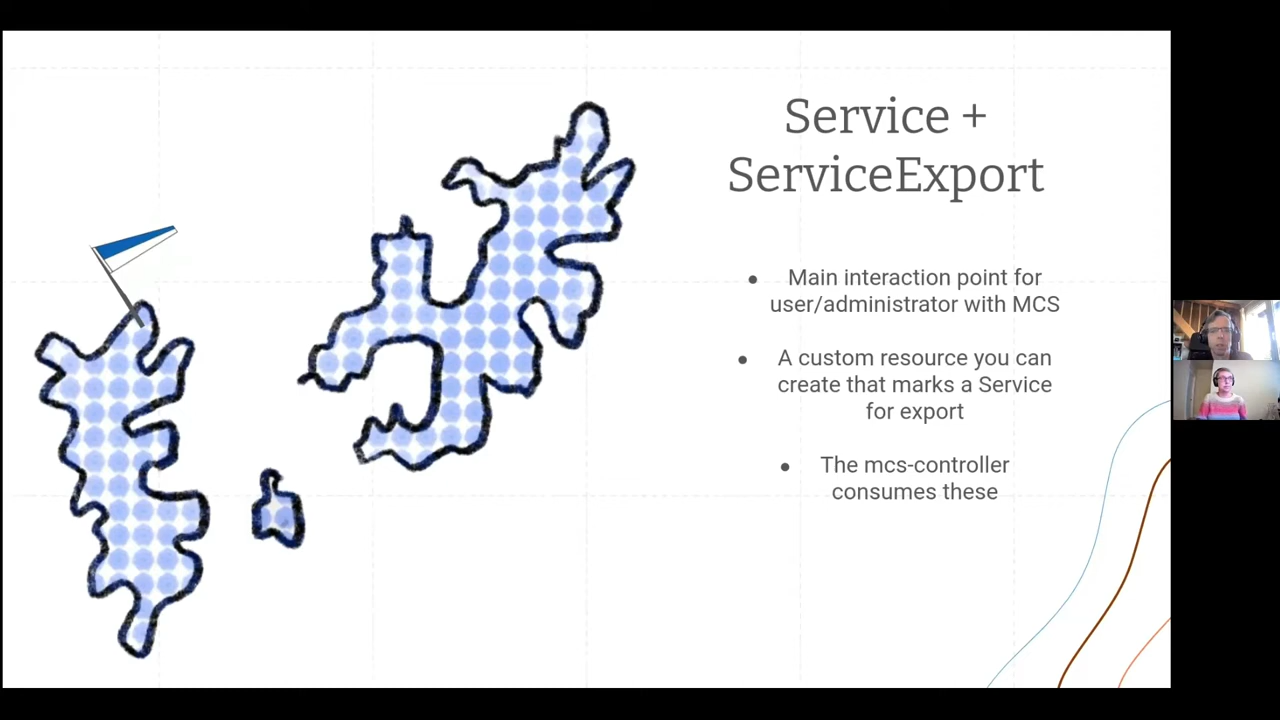 Service +
ServiceExport
● Main interaction point for
user/administrator with MCS
● A custom resource you can
create that marks a Service
for export
● The mcs-controller
consumes these